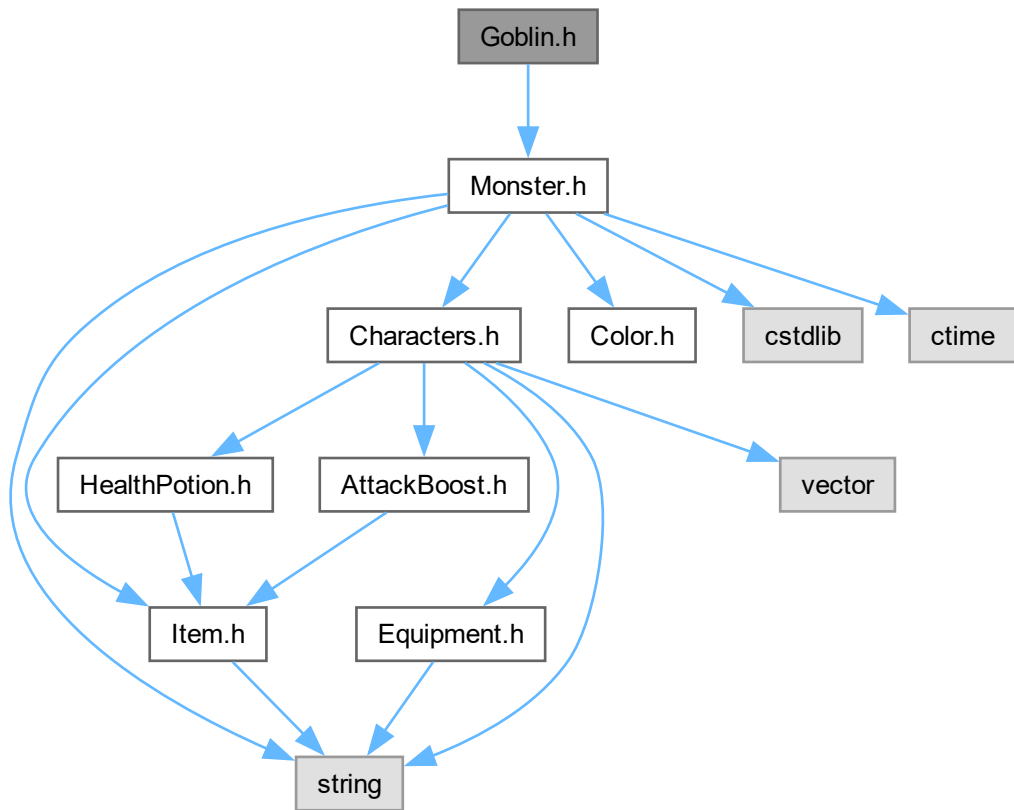 Goblin.h
Monster.h
Characters.h
Color.h
cstdlib
ctime
HealthPotion.h
AttackBoost.h
vector
Item.h
Equipment.h
string